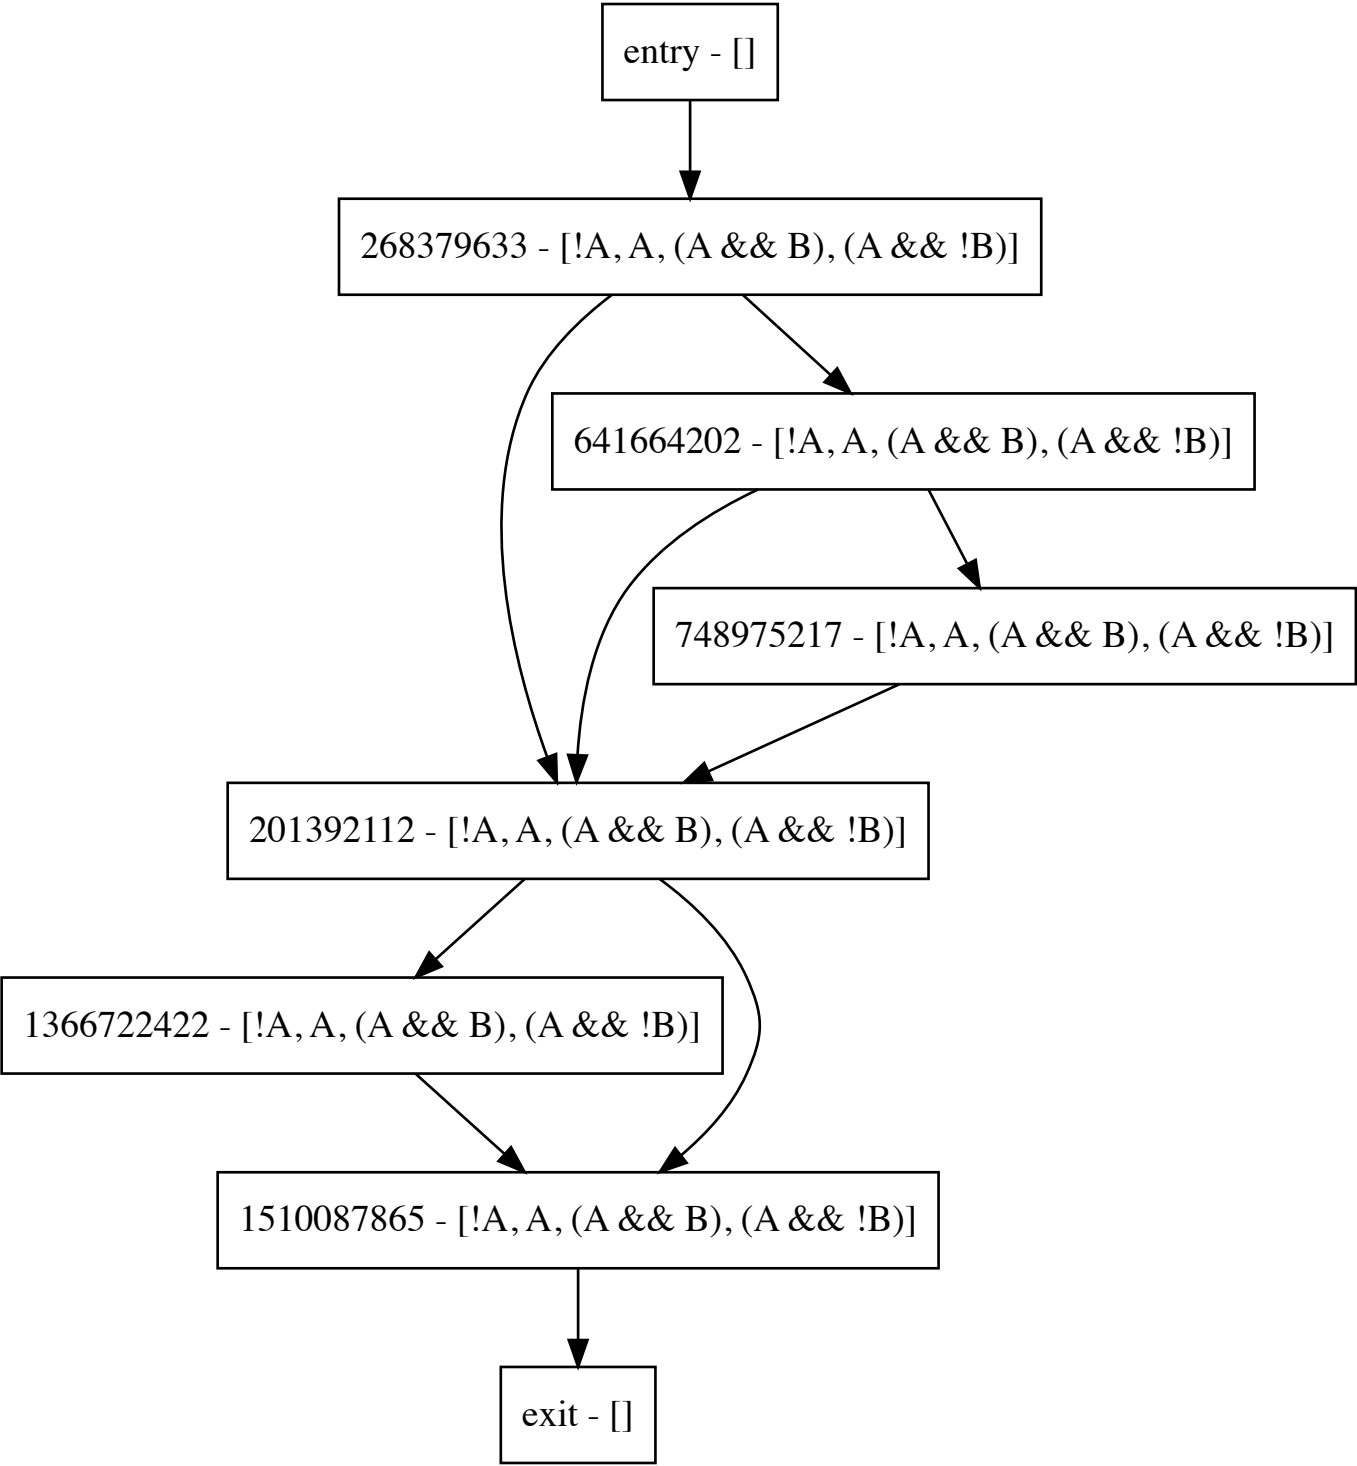 entry - []
268379633 - [!A, A, (A && B), (A && !B)]
641664202 - [!A, A, (A && B), (A && !B)]
748975217 - [!A, A, (A && B), (A && !B)]
201392112 - [!A, A, (A && B), (A && !B)]
1366722422 - [!A, A, (A && B), (A && !B)]
1510087865 - [!A, A, (A && B), (A && !B)]
exit - []